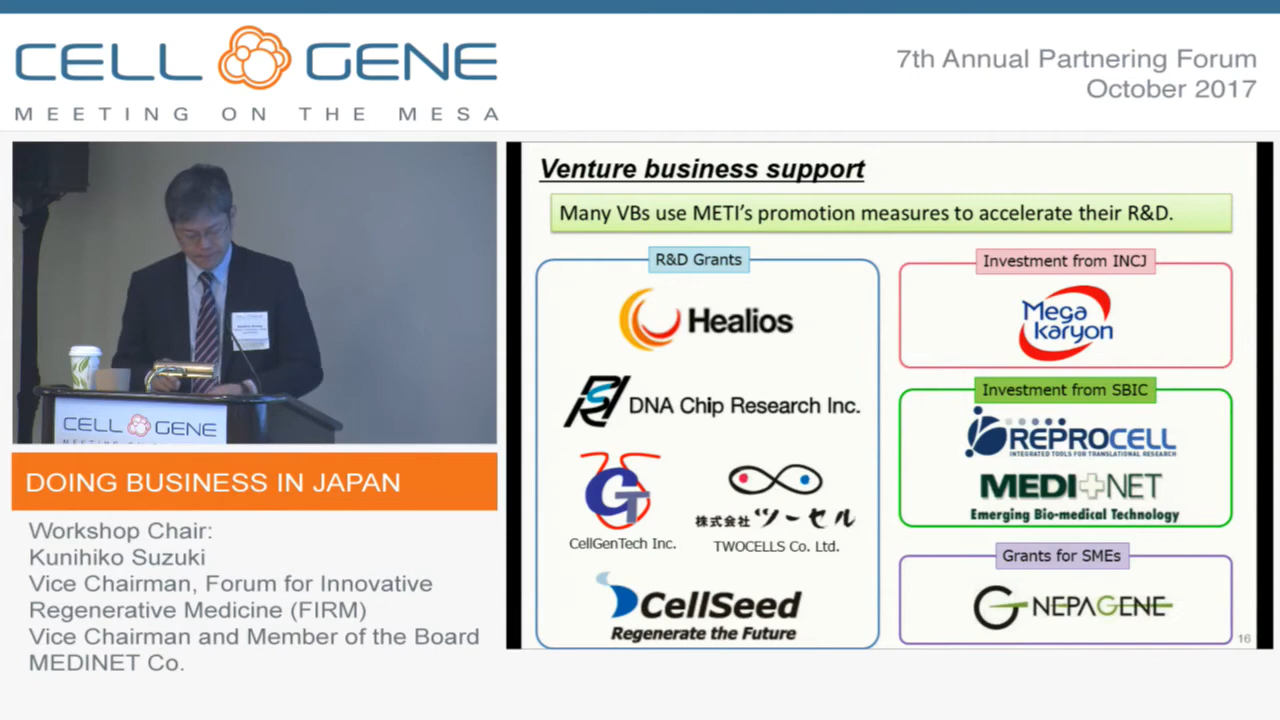 CELL GENE
MEETING ON THE MESA
7th Annual Partnering Forum
October 2017
CELL GENE
DOING BUSINESS IN JAPAN
Workshop Chair:
Kunihiko Suzuki
Vice Chairman, Forum for Innovative
Regenerative Medicine (FIRM)
Vice Chairman and Member of the Board
MEDINET Co.
Venture business support
Many VBs use METI's promotion measures to accelerate their R&D.
R&D Grants
Healios
DNA Chip Research Inc.
CellGenTech Inc.
株式会社ツーセル
TWOCELLS Co. Ltd.
CellSeed
Regenerate the Future
Investment from INCJ
Mega
karyon
Investment from SBIC
REPROCELL
INTEGRATED TOOLS FOR TRANSLATIONAL RESEARCH
MEDI NET
Emerging Bio-medical Technology
Grants for SMEs
NEPAGENE
16